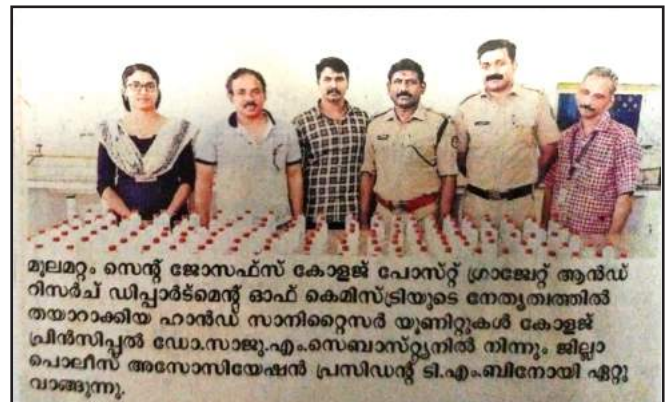 മൂലമറ്റം സെന്റ് ജോസഫ്സ് കോളജ് പോസ്റ്റ് ഗ്രാജ്വേറ്റ് ആൻഡ്
റിസർച് ഡിപ്പാർട്മെന്റ് ഓഫ് കെമിസ്ട്രിയുടെ നേതൃത്വത്തിൽ
തയാറാക്കിയ ഹാൻഡ് സാനിറ്റൈസർ യൂണിറ്റുകൾ കോളജ്
പ്രിൻസിപ്പൽ ഡോ.സാജു.എം.സെബാസ്റ്റ്യനിൽ നിന്നും ജില്ലാ
പൊലീസ് അസോസിയേഷൻ പ്രസിഡന്റ് ടി.എം.ബിനോയി ഏറ്റു
വാങ്ങുന്നു.